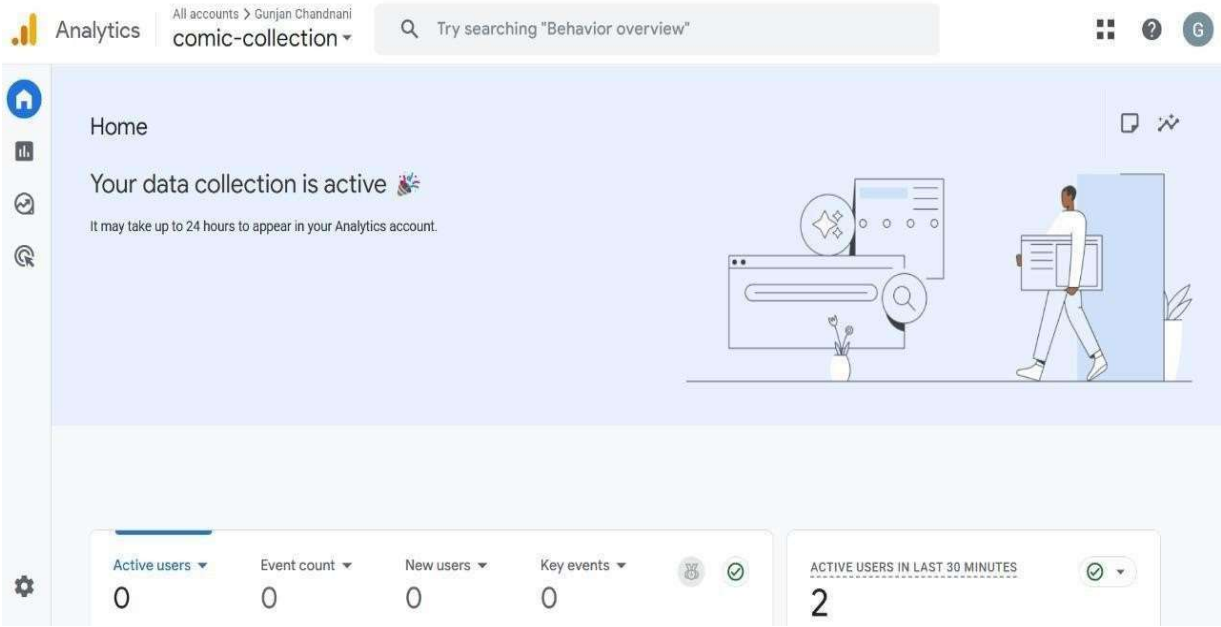 All accounts > Gunjan Chandnani
Analytics
comic-collection
Try searching "Behavior overview"
G
Home
Your data collection is active
It may take up to 24 hours to appear in your Analytics account.
Active users
Event count
New users
Key events
0
0
0
0
ACTIVE USERS IN LAST 30 MINUTES
2